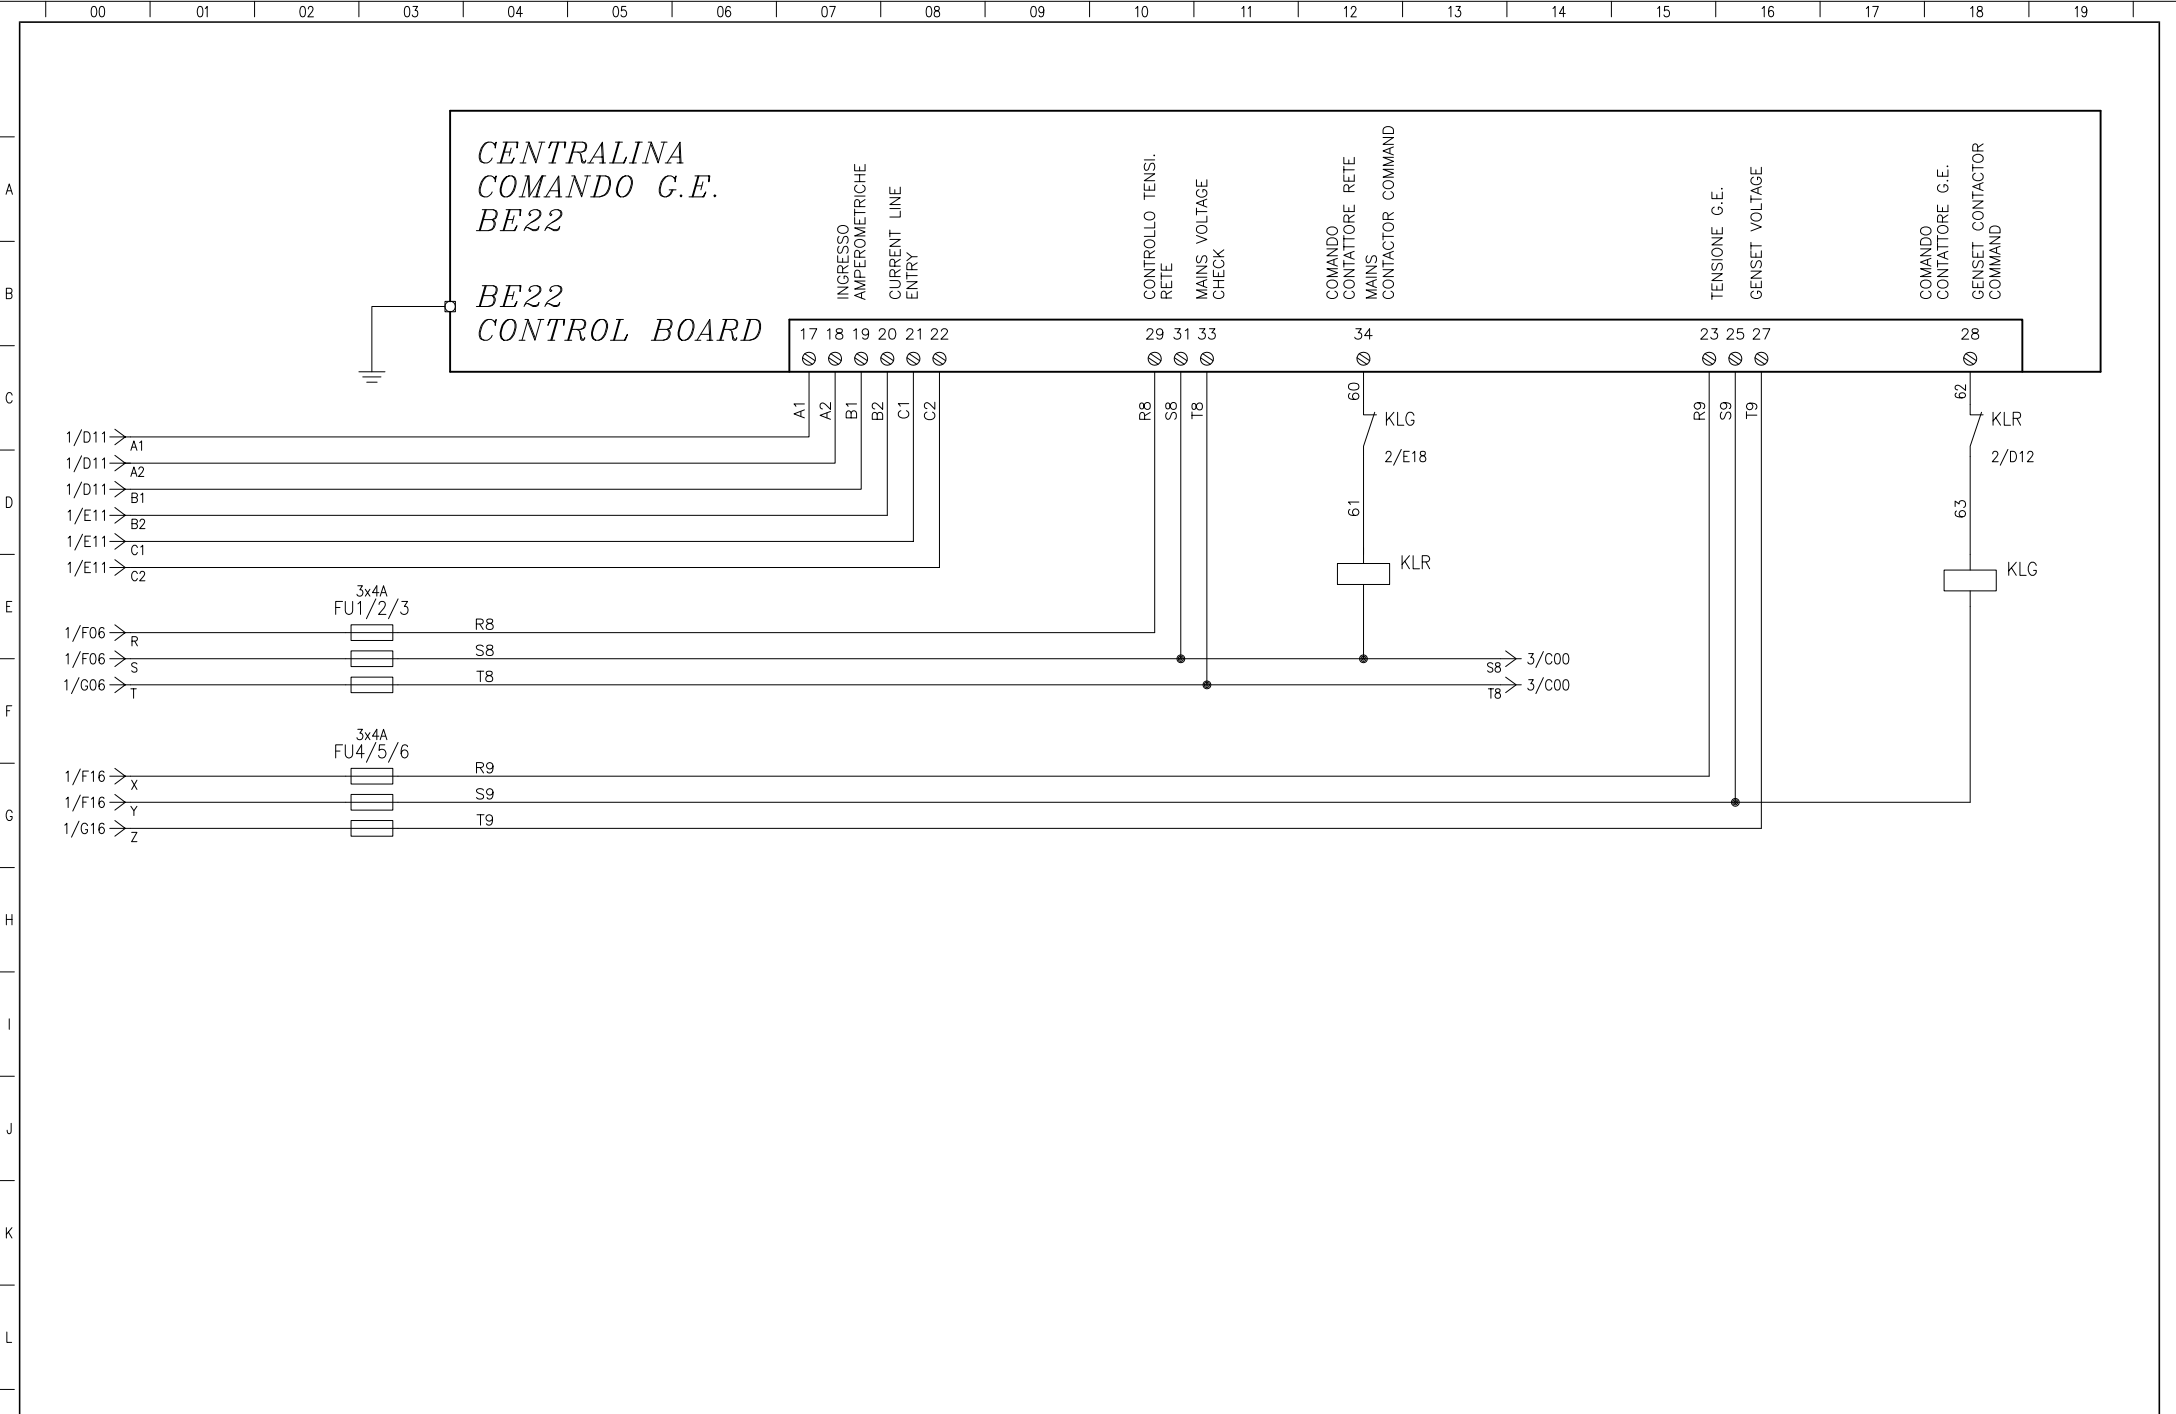 00 01 02 03 04 05 06 07 08 09 10 11 12 13 14 15 16 17 18 19
A
B
C
D
E
F
G
H
I
J
K
L
CENTRALINA
COMANDO G.E.
BE22
BE22
CONTROL BOARD
INGRESSO
AMPEROMETRICHE
CURRENT LINE
ENTRY
CONTROLLO TENSI.
RETE
MAINS VOLTAGE
CHECK
COMANDO
CONTATTORE RETE
MAINS
CONTACTOR COMMAND
TENSIONE G.E.
GENSET VOLTAGE
COMANDO
CONTATTORE G.E.
GENSET CONTACTOR
COMMAND
17 18 19 20 21 22 29 31 33 34 23 25 27 28
A1 A2 B1 B2 C1 C2 R8 S8 T8 60 R9 S9 T9 62
KLG
2/E18
61
KLR
KLR
2/D12
63
KLG
1/D11 A1
1/D11 A2
1/D11 B1
1/E11 B2
1/E11 C1
1/E11 C2
3x4A
FU1/2/3
1/F06 R R8
1/F06 S S8 S8 3/C00
1/G06 T T8 T8 3/C00
3x4A
FU4/5/6
1/F16 X R9
1/F16 Y S9
1/G16 Z T9